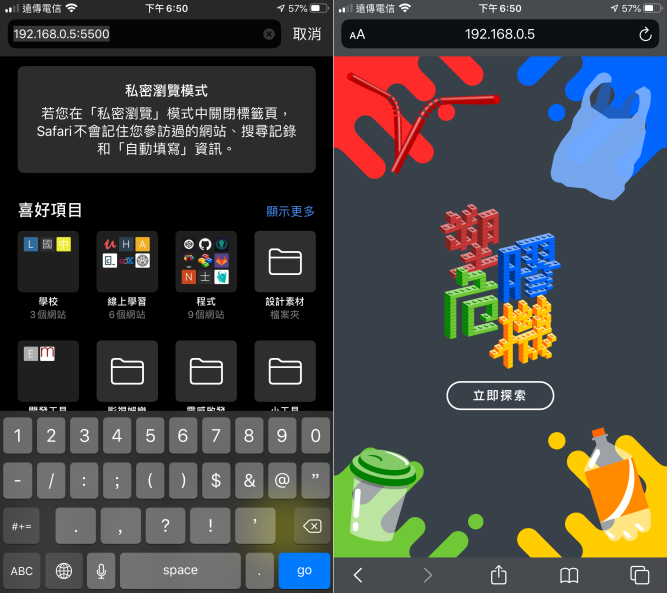 遠傳電信
下午 6:50
57%
192.168.0.5:5500
取消
私密瀏覽模式
若您在「私密瀏覽」模式中關閉標籤頁，
Safari不會記住您參訪過的網站、搜尋記錄
和「自動填寫」資訊。
喜好項目
顯示更多
L 國 中
H A
N 士
學校
線上學習
程式
設計素材
3 個網站
6 個網站
9 個網站
檔案夾
E m
開發工具
影視娛樂
靈感啟發
小工具
1 2 3 4 5 6 7 8 9 0
- / : ; ( ) $ & @ ”
#+= . , ? ! ’
ABC
space
.
go
遠傳電信
下午 6:50
57%
AA
192.168.0.5
塑膠
危機
立即探索